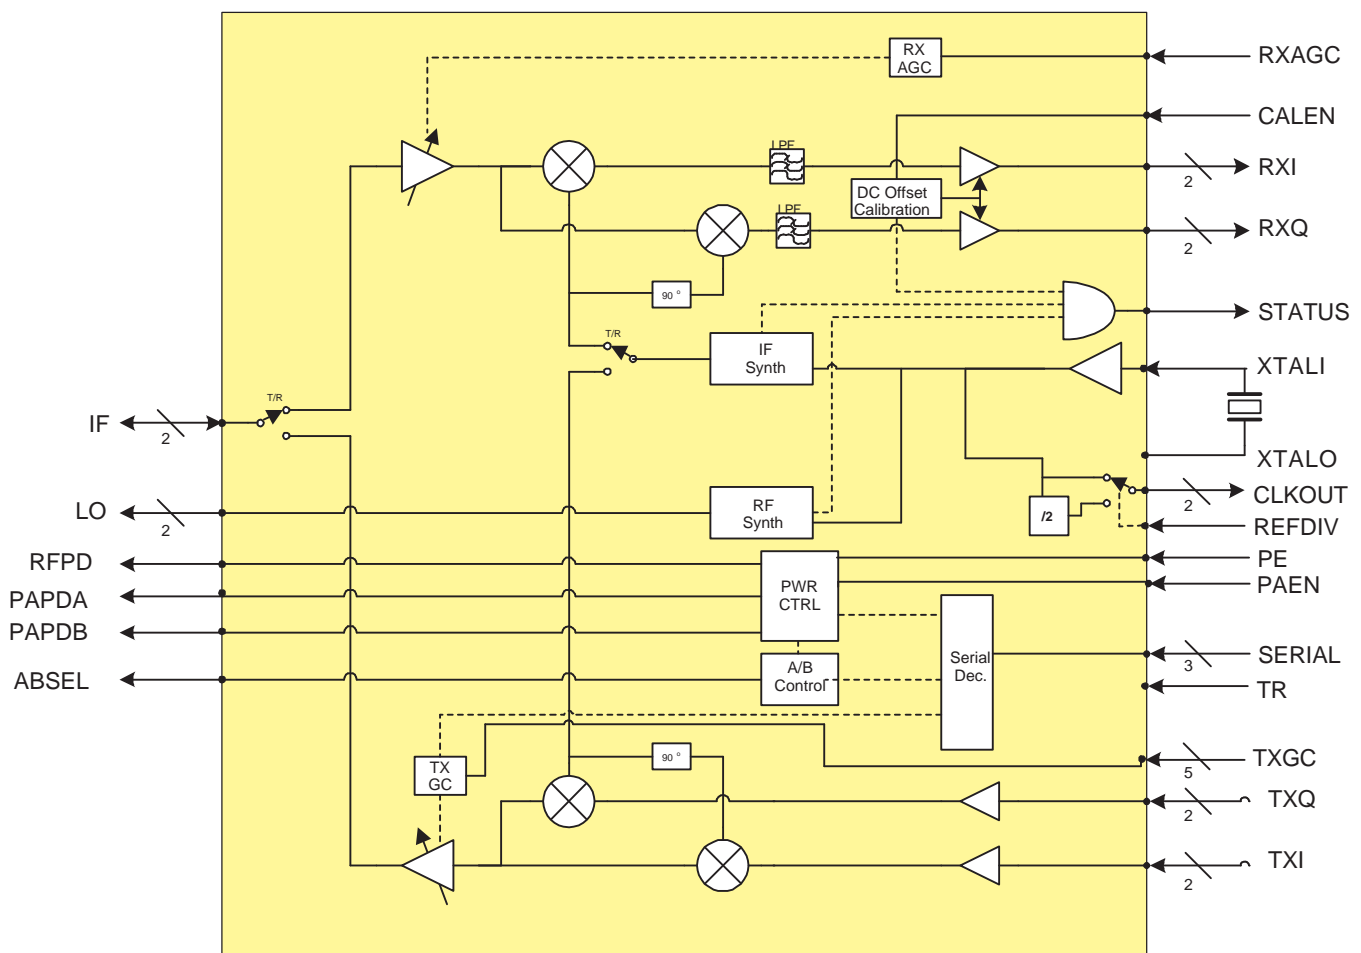 RX
AGC
RXAGC
CALEN
LPF
RXI
2
DC Offset
Calibration
LPF
RXQ
2
90 °
STATUS
T/R
IF
Synth
XTALI
T/R
IF
2
XTALO
CLKOUT
2
LO
2
RF
Synth
/2
REFDIV
RFPD
PE
PAPDA
PWR
CTRL
PAEN
PAPDB
ABSEL
A/B
Control
Serial
Dec.
SERIAL
3
TR
90 °
TX
GC
TXGC
5
TXQ
2
TXI
2